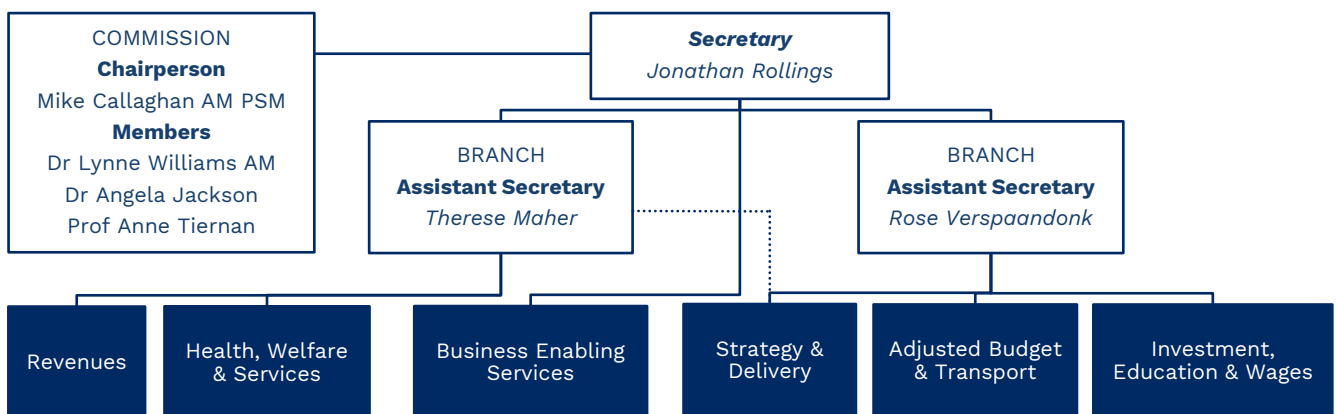 COMMISSION
Chairperson
Mike Callaghan AM PSM
Members
Dr Lynne Williams AM
Dr Angela Jackson
Prof Anne Tiernan
Secretary
Jonathan Rollings
BRANCH
Assistant Secretary
Therese Maher
BRANCH
Assistant Secretary
Rose Verspaandonk
Revenues
Health, Welfare
& Services
Business Enabling
Services
Strategy &
Delivery
Adjusted Budget
& Transport
Investment,
Education & Wages